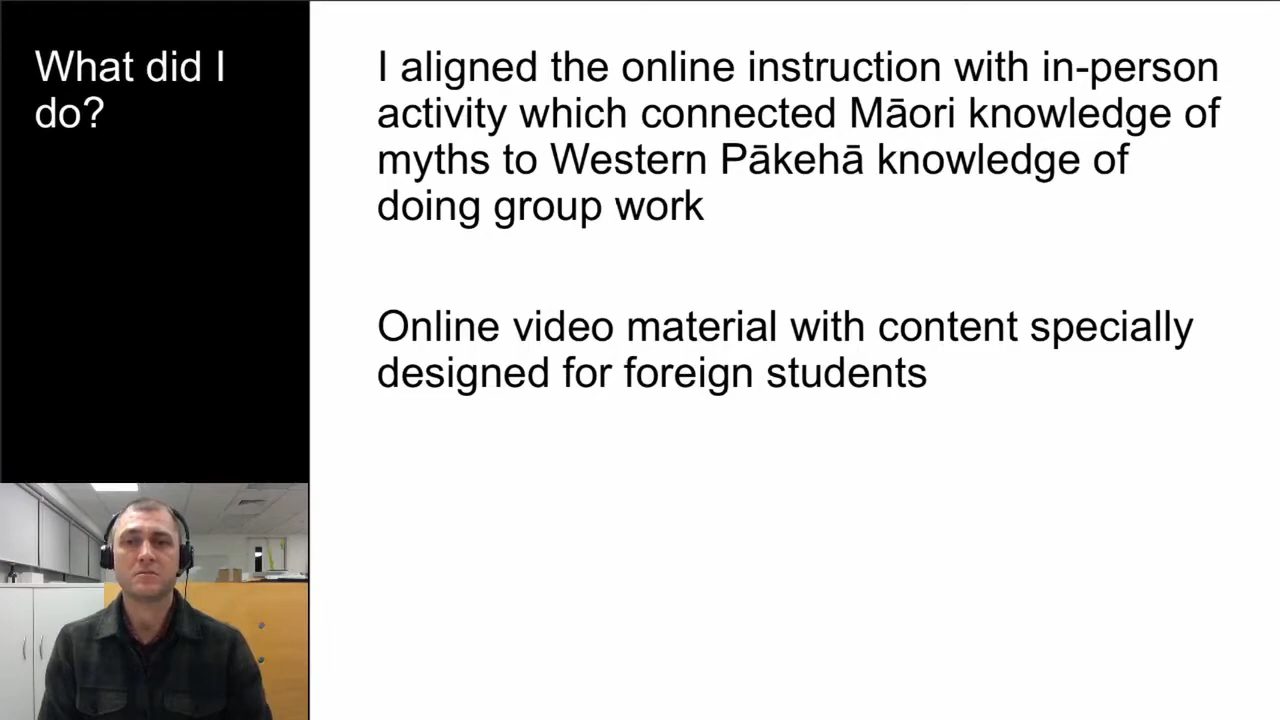 What did I
do?
I aligned the online instruction with in-person
activity which connected Māori knowledge of
myths to Western Pākehā knowledge of
doing group work
Online video material with content specially
designed for foreign students